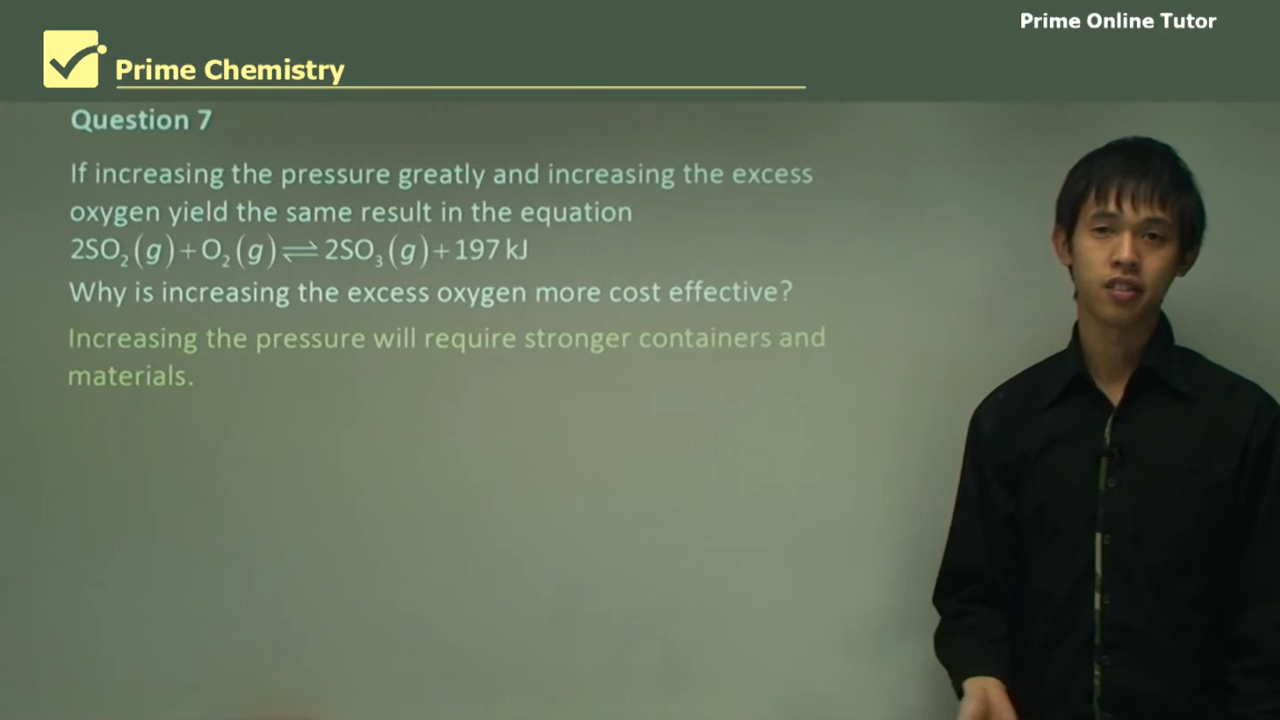 Prime Online Tutor
Prime Chemistry
Question 7
If increasing the pressure greatly and increasing the excess
oxygen yield the same result in the equation
2SO₂(g)+O₂(g)⇌2SO₃(g)+197 kJ
Why is increasing the excess oxygen more cost effective?
Increasing the pressure will require stronger containers and
materials.